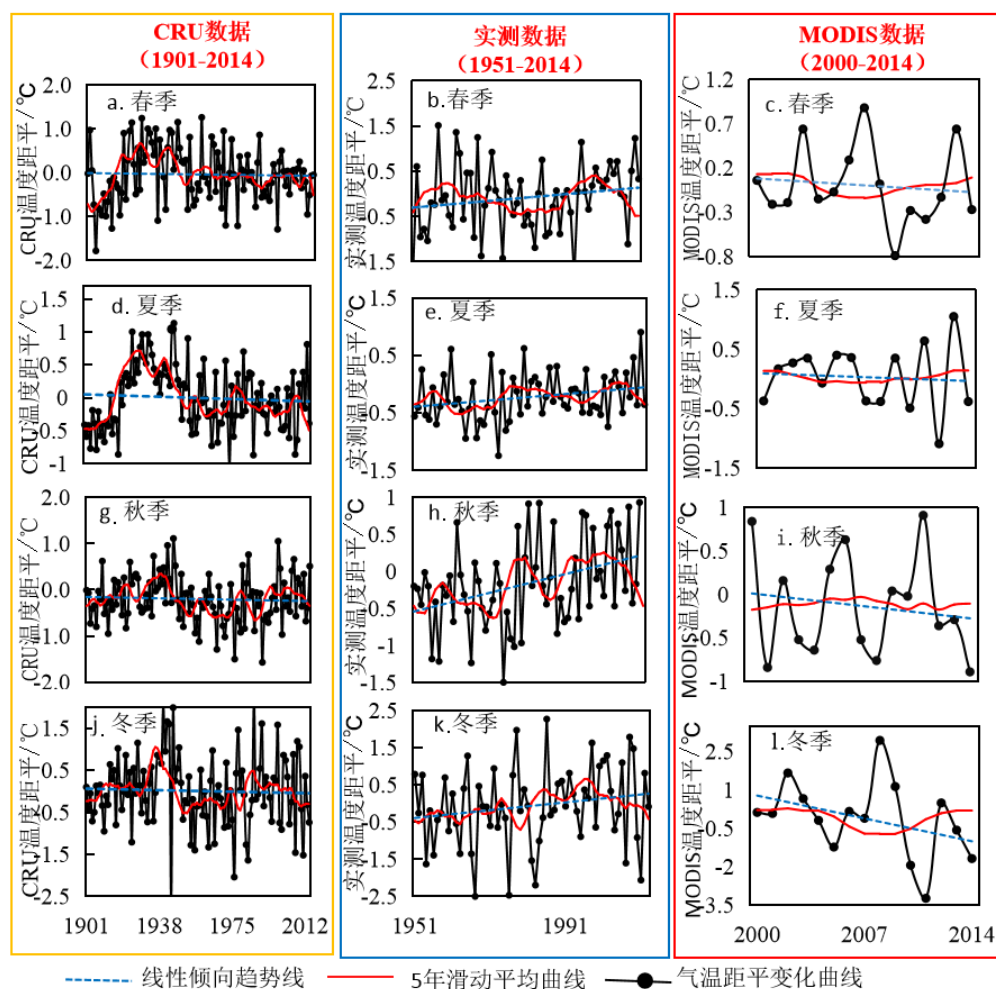 CRU数据
（1901-2014）
实测数据
（1951-2014）
MODIS数据
（2000-2014）
CRU温度距平/℃
2.0
1.0
0.0
-1.0
-2.0
a. 春季
实测温度距平/℃
2.5
1.5
0.5
-0.5
-1.5
b. 春季
MODIS温度距平/℃
1.2
0.7
0.2
-0.3
-0.8
c. 春季
CRU温度距平/℃
1.5
1
0.5
0
-0.5
-1
d. 夏季
实测温度距平/℃
1.5
0.5
-0.5
-1.5
e. 夏季
MODIS温度距平/℃
1.5
0.5
-0.5
-1.5
f. 夏季
CRU温度距平/℃
2.0
1.0
0.0
-1.0
-2.0
g. 秋季
实测温度距平/℃
1
0.5
0
-0.5
-1
-1.5
h. 秋季
MODIS温度距平/℃
1
0.5
0
-0.5
-1
i. 秋季
CRU温度距平/℃
1.5
0.5
-0.5
-1.5
-2.5
j. 冬季
实测温度距平/℃
2.5
1.5
0.5
-0.5
-1.5
-2.5
k. 冬季
MODIS温度距平/℃
2.5
1
-0.5
-2
-3.5
l. 冬季
1901
1938
1975
2012
1951
1991
2000
2007
2014
线性倾向趋势线
5年滑动平均曲线
气温距平变化曲线